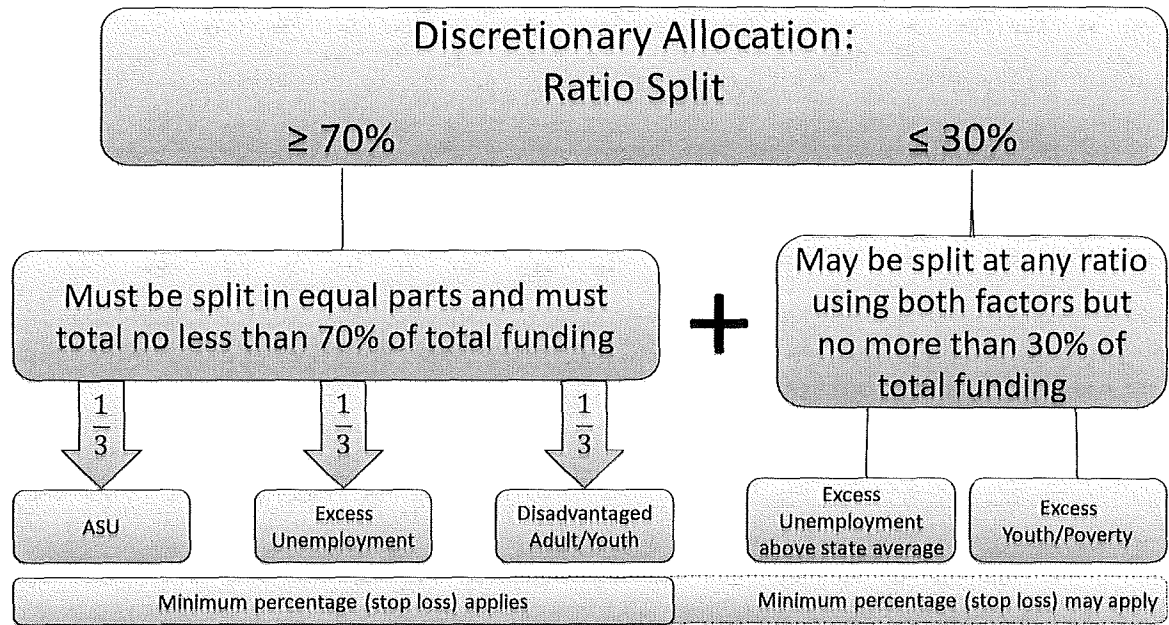 Discretionary Allocation:
Ratio Split
≥ 70%
≤ 30%
Must be split in equal parts and must
total no less than 70% of total funding
+
May be split at any ratio
using both factors but
no more than 30% of
total funding
1/3
1/3
1/3
ASU
Excess
Unemployment
Disadvantaged
Adult/Youth
Excess
Unemployment
above state average
Excess
Youth/Poverty
Minimum percentage (stop loss) applies
Minimum percentage (stop loss) may apply